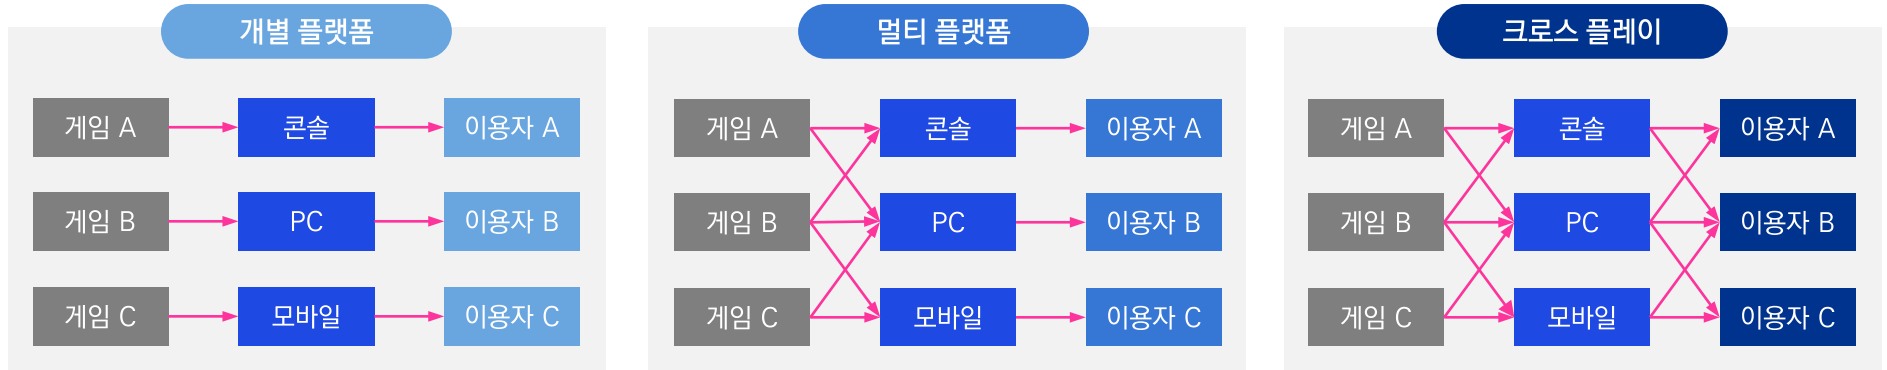 개별 플랫폼
게임 A
콘솔
이용자 A
게임 B
PC
이용자 B
게임 C
모바일
이용자 C
멀티 플랫폼
게임 A
콘솔
이용자 A
게임 B
PC
이용자 B
게임 C
모바일
이용자 C
크로스 플레이
게임 A
콘솔
이용자 A
게임 B
PC
이용자 B
게임 C
모바일
이용자 C